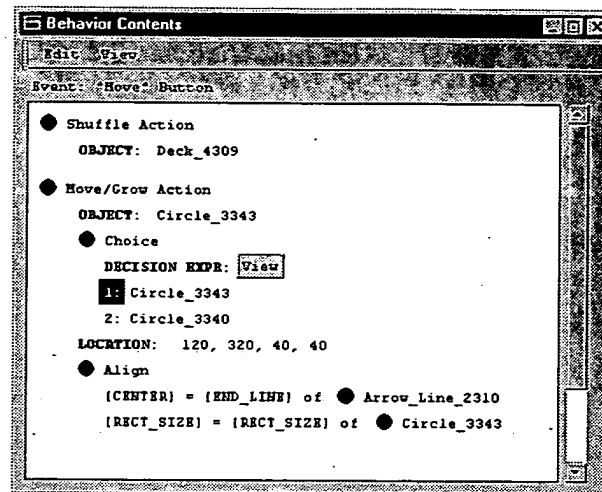 Behavior Contents
Edit View
Event: "Move" Button
Shuffle Action
OBJECT: Deck_4309
Move/Grow Action
OBJECT: Circle_3343
Choice
DECISION EXPR: View
1: Circle_3343
2: Circle_3340
LOCATION: 120, 320, 40, 40
Align
[CENTER] = [END_LINE] of Arrow_Line_2310
[RECT_SIZE] = [RECT_SIZE] of Circle_3343